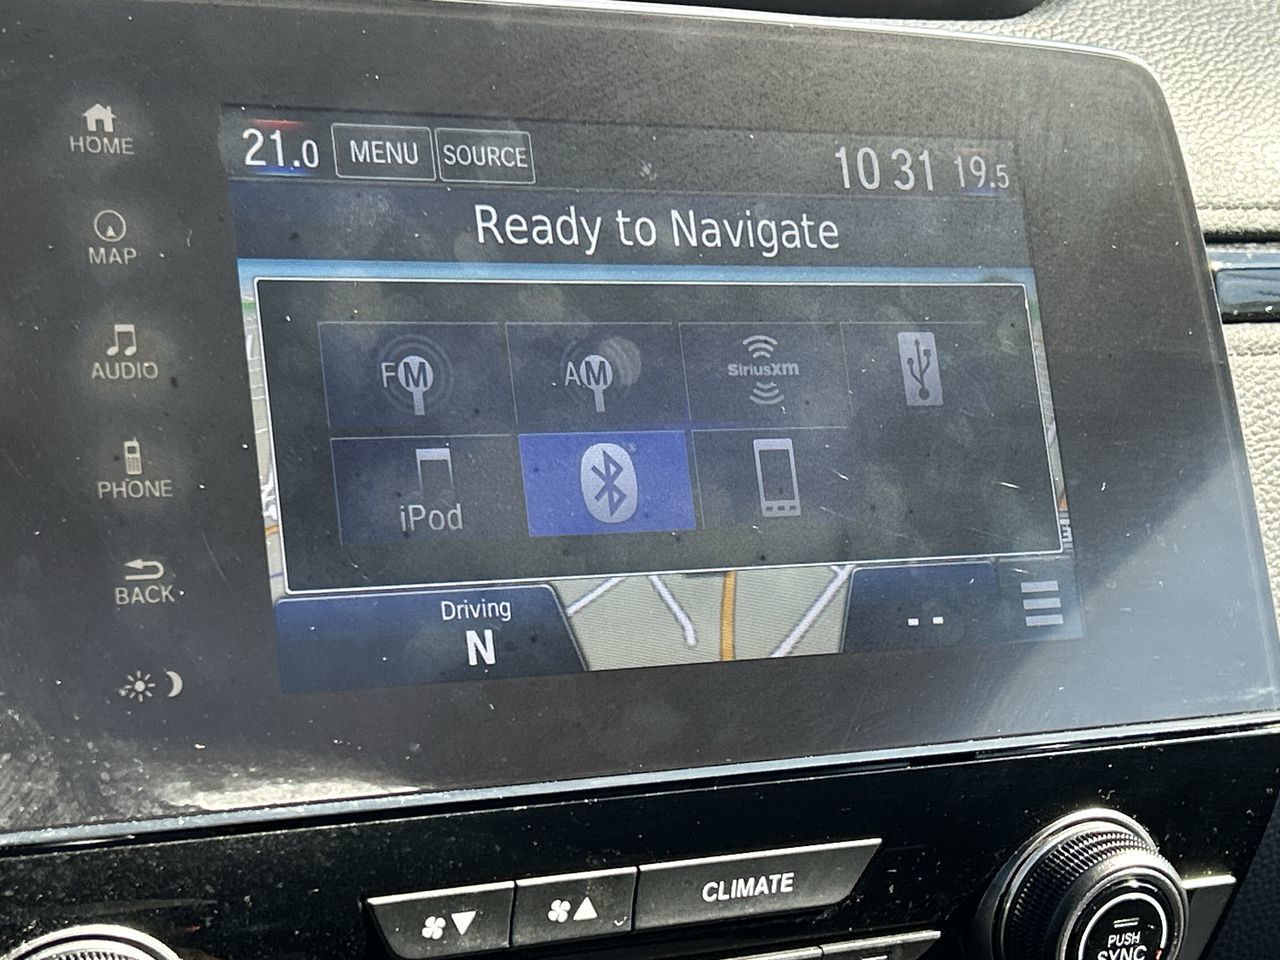 HOME
MAP
AUDIO
PHONE
BACK
21.0 MENU SOURCE 10 31 19.5
Ready to Navigate
FM AM SiriusXM
iPod
Driving
N
--
CLIMATE
PUSH
SYNC